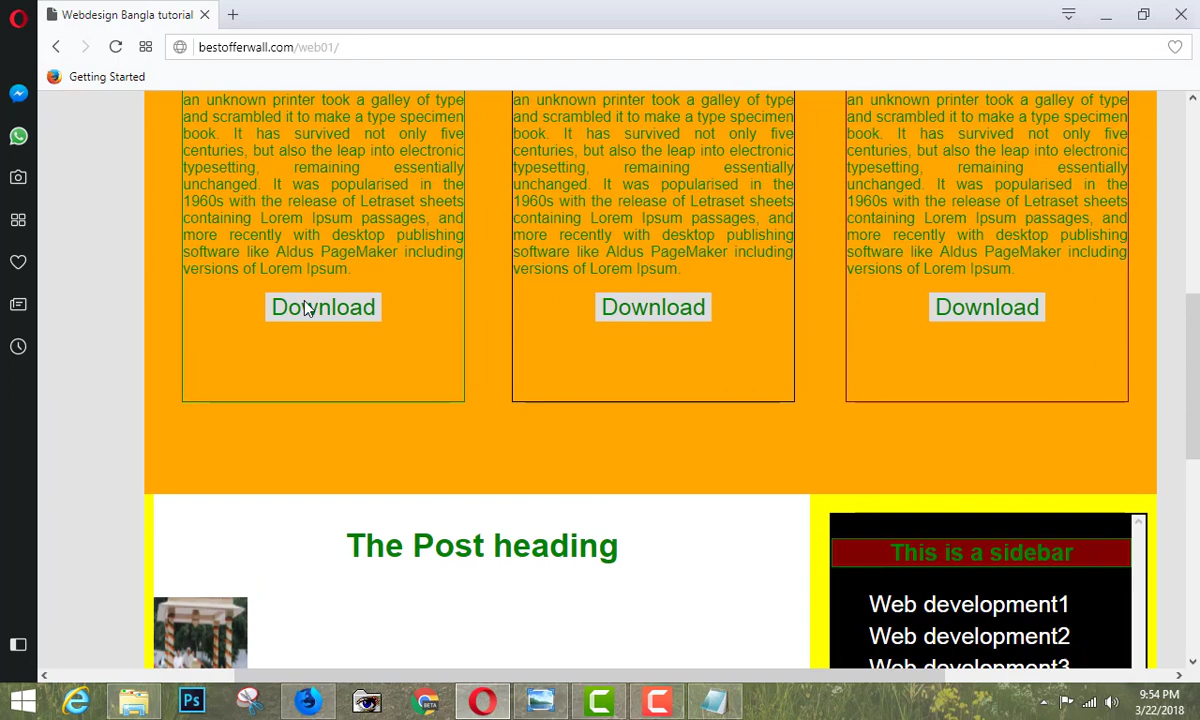 Webdesign Bangla tutorial
bestofferwall.com/web01/
Getting Started
an unknown printer took a galley of type
and scrambled it to make a type specimen
book. It has survived not only five
centuries, but also the leap into electronic
typesetting, remaining essentially
unchanged. It was popularised in the
1960s with the release of Letraset sheets
containing Lorem Ipsum passages, and
more recently with desktop publishing
software like Aldus PageMaker including
versions of Lorem Ipsum.
Download
an unknown printer took a galley of type
and scrambled it to make a type specimen
book. It has survived not only five
centuries, but also the leap into electronic
typesetting, remaining essentially
unchanged. It was popularised in the
1960s with the release of Letraset sheets
containing Lorem Ipsum passages, and
more recently with desktop publishing
software like Aldus PageMaker including
versions of Lorem Ipsum.
Download
an unknown printer took a galley of type
and scrambled it to make a type specimen
book. It has survived not only five
centuries, but also the leap into electronic
typesetting, remaining essentially
unchanged. It was popularised in the
1960s with the release of Letraset sheets
containing Lorem Ipsum passages, and
more recently with desktop publishing
software like Aldus PageMaker including
versions of Lorem Ipsum.
Download
The Post heading
This is a sidebar
Web development1
Web development2
Web development3
Ps
BETA
9:54 PM
3/22/2018